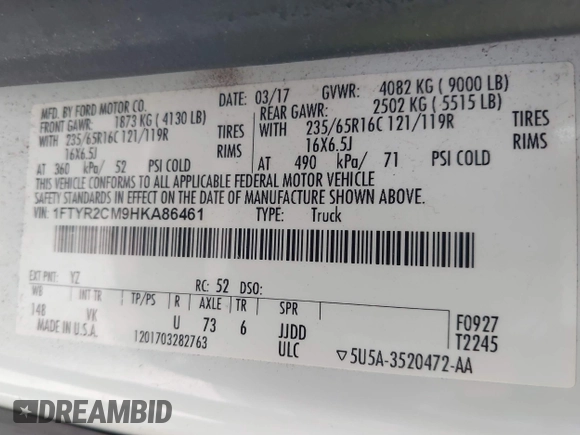 MFD. BY FORD MOTOR CO.
DATE: 03/17 GVWR: 4082 KG ( 9000 LB)
FRONT GAWR: 1873 KG ( 4130 LB) REAR GAWR: 2502 KG ( 5515 LB)
WITH 235/65R16C 121/119R TIRES WITH 235/65R16C 121/119R TIRES
16X6.5J RIMS 16X6.5J RIMS
AT 360 kPa/ 52 PSI COLD AT 490 kPa/ 71 PSI COLD
THIS VEHICLE CONFORMS TO ALL APPLICABLE FEDERAL MOTOR VEHICLE
SAFETY STANDARDS IN EFFECT ON THE DATE OF MANUFACTURE SHOWN ABOVE.
VIN: 1FTYR2CM9HKA86461 TYPE: Truck
EXT PNT: YZ RC: 52 DSO:
WB INT TR TP/PS R AXLE TR SPR
148 VK U 73 6 JJDD F0927
MADE IN U.S.A. 1201703282763 ULC T2245
▽5U5A-3520472-AA
DREAMBID